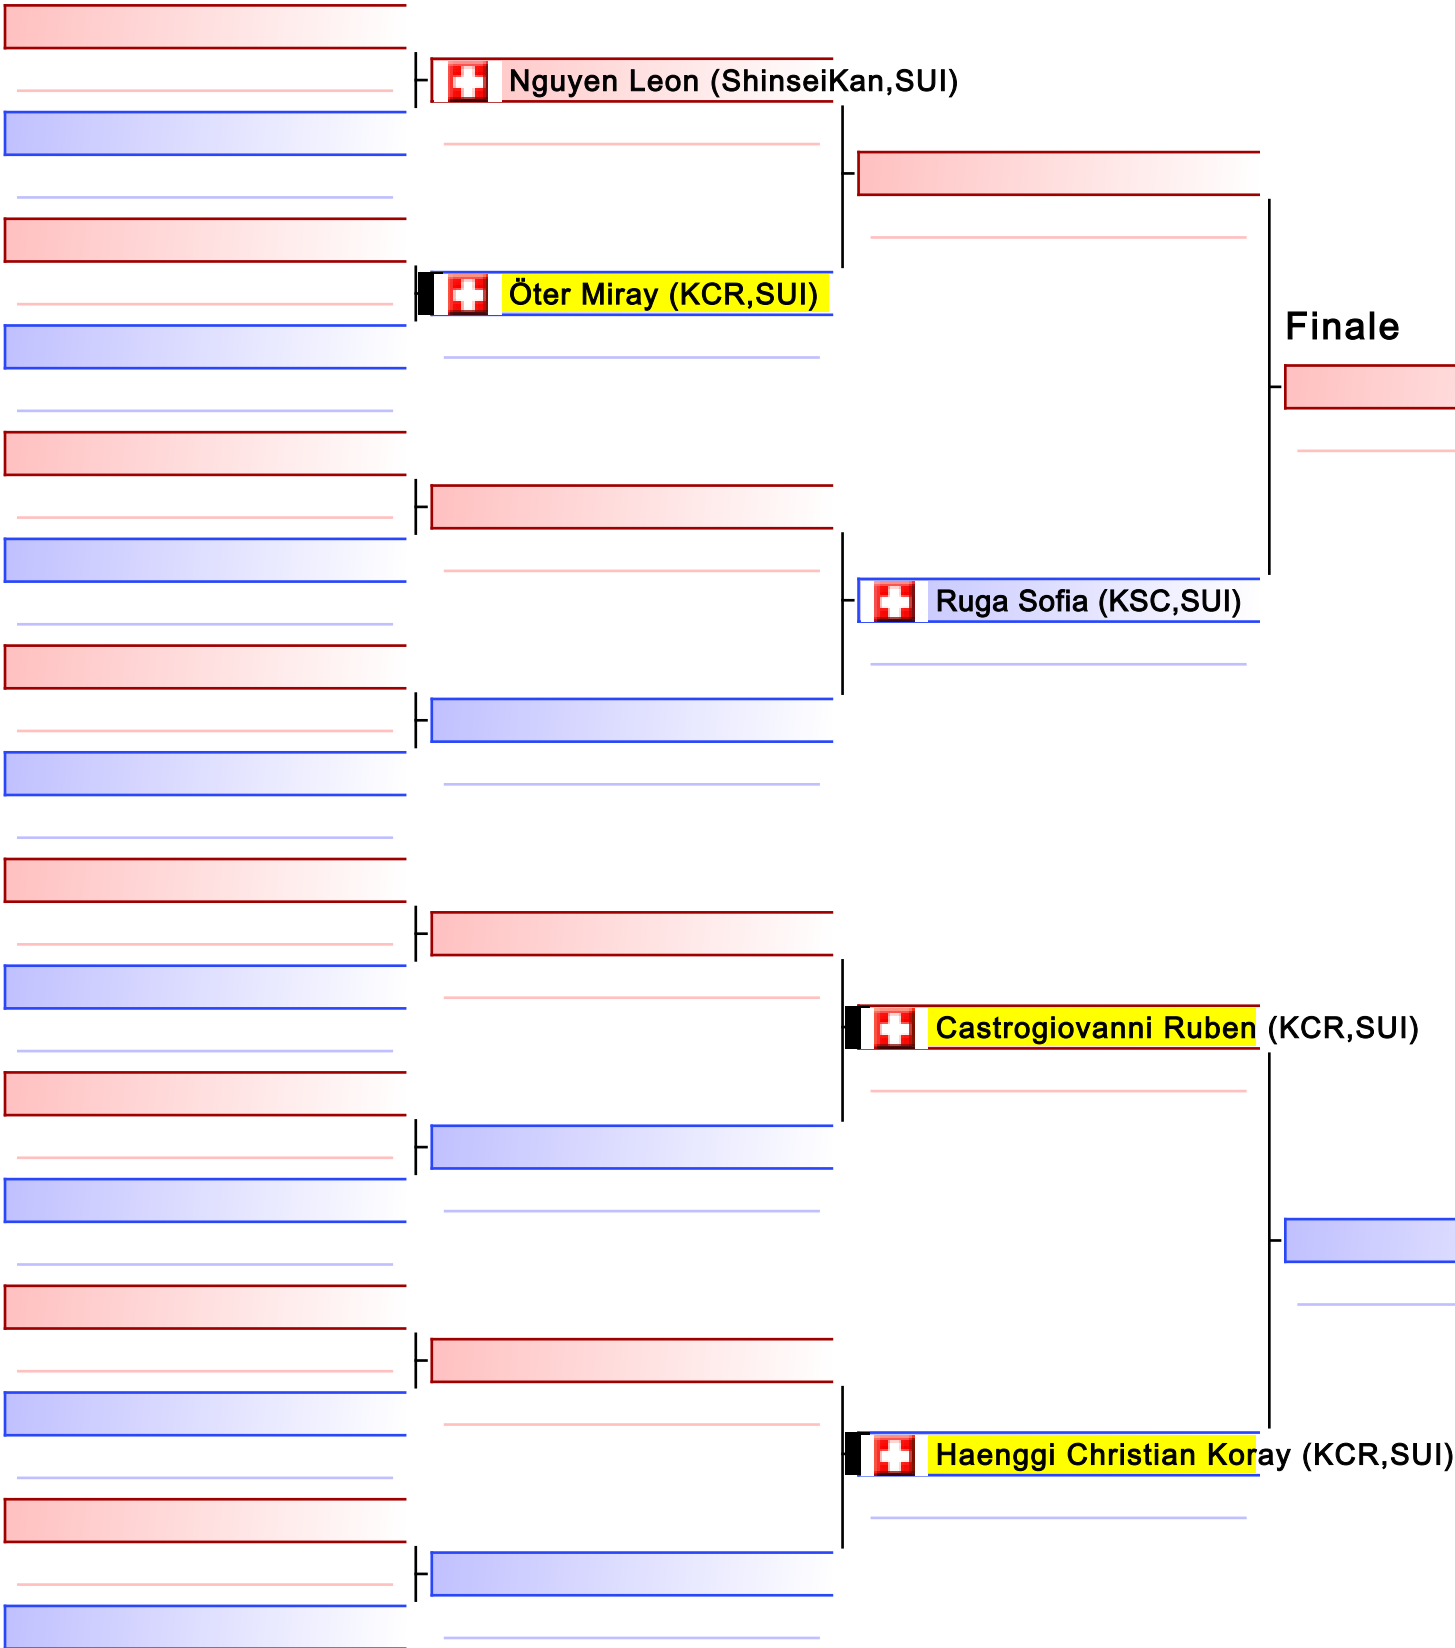 Nguyen Leon (ShinseiKan,SUI)
Öter Miray (KCR,SUI)
Finale
Ruga Sofia (KSC,SUI)
Castrogiovanni Ruben (KCR,SUI)
Haenggi Christian Koray (KCR,SUI)